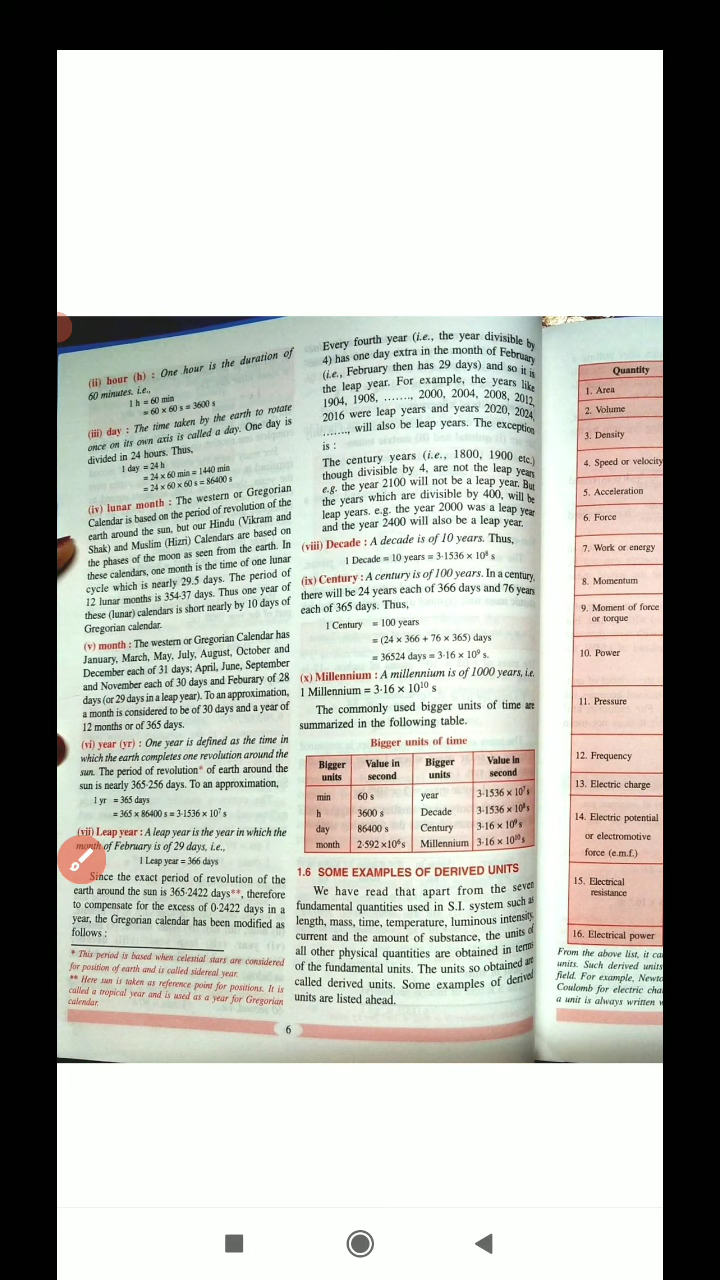 (ii) hour (h) : One hour is the duration of
60 minutes. i.e.,
1 h = 60 min
= 60 × 60 s = 3600 s
(iii) day : The time taken by the earth to rotate
once on its own axis is called a day. One day is
divided in 24 hours. Thus,
1 day = 24 h
= 24 × 60 min = 1440 min
= 24 × 60 × 60 s = 86400 s
(iv) lunar month : The western or Gregorian
Calendar is based on the period of revolution of the
earth around the sun, but our Hindu (Vikram and
Shak) and Muslim (Hizri) Calendars are based on
the phases of the moon as seen from the earth. In
these calendars, one month is the time of one lunar
cycle which is nearly 29.5 days. The period of
12 lunar months is 354·37 days. Thus one year of
these (lunar) calendars is short nearly by 10 days of
Gregorian calendar.
(v) month : The western or Gregorian Calendar has
January, March, May, July, August, October and
December each of 31 days; April, June, September
and November each of 30 days and Feburary of 28
days (or 29 days in a leap year). To an approximation,
a month is considered to be of 30 days and a year of
12 months or of 365 days.
(vi) year (yr) : One year is defined as the time in
which the earth completes one revolution around the
sun. The period of revolution* of earth around the
sun is nearly 365·256 days. To an approximation,
1 yr = 365 days
= 365 × 86400 s = 3·1536 × 10⁷ s
(vii) Leap year : A leap year is the year in which the
month of February is of 29 days, i.e.,
1 Leap year = 366 days
Since the exact period of revolution of the
earth around the sun is 365·2422 days**, therefore
to compensate for the excess of 0·2422 days in a
year, the Gregorian calendar has been modified as
follows :
* This period is based when celestial stars are considered
for position of earth and is called sidereal year.
** Here sun is taken as reference point for positions. It is
called a tropical year and is used as a year for Gregorian
calendar.
Every fourth year (i.e., the year divisible by
4) has one day extra in the month of February
(i.e., February then has 29 days) and so it is
the leap year. For example, the years like
1904, 1908, ........, 2000, 2004, 2008, 2012,
2016 were leap years and years 2020, 2024,
......., will also be leap years. The exception
is :
The century years (i.e., 1800, 1900 etc.)
though divisible by 4, are not the leap years
e.g. the year 2100 will not be a leap year. But
the years which are divisible by 400, will be
leap years. e.g. the year 2000 was a leap year
and the year 2400 will also be a leap year.
(viii) Decade : A decade is of 10 years. Thus,
1 Decade = 10 years = 3·1536 × 10⁸ s
(ix) Century : A century is of 100 years. In a century,
there will be 24 years each of 366 days and 76 years
each of 365 days. Thus,
1 Century = 100 years
= (24 × 366 + 76 × 365) days
= 36524 days = 3·16 × 10⁹ s.
(x) Millennium : A millennium is of 1000 years, i.e.
1 Millennium = 3·16 × 10¹⁰ s
The commonly used bigger units of time are
summarized in the following table.
Bigger units of time
Bigger units Value in second Bigger units Value in second
min 60 s year 3·1536 × 10⁷ s
h 3600 s Decade 3·1536 × 10⁸ s
day 86400 s Century 3·16 × 10⁹ s
month 2·592 ×10⁶ s Millennium 3·16 × 10¹⁰ s
1.6 SOME EXAMPLES OF DERIVED UNITS
We have read that apart from the seven
fundamental quantities used in S.I. system such as
length, mass, time, temperature, luminous intensity,
current and the amount of substance, the units of
all other physical quantities are obtained in terms
of the fundamental units. The units so obtained are
called derived units. Some examples of derived
units are listed ahead.
6
Quantity
1. Area
2. Volume
3. Density
4. Speed or velocity
5. Acceleration
6. Force
7. Work or energy
8. Momentum
9. Moment of force
or torque
10. Power
11. Pressure
12. Frequency
13. Electric charge
14. Electric potential
or electromotive
force (e.m.f.)
15. Electrical
resistance
16. Electrical power
From the above list, it ca
units. Such derived units
field. For example, Newto
Coulomb for electric cha
a unit is always written w